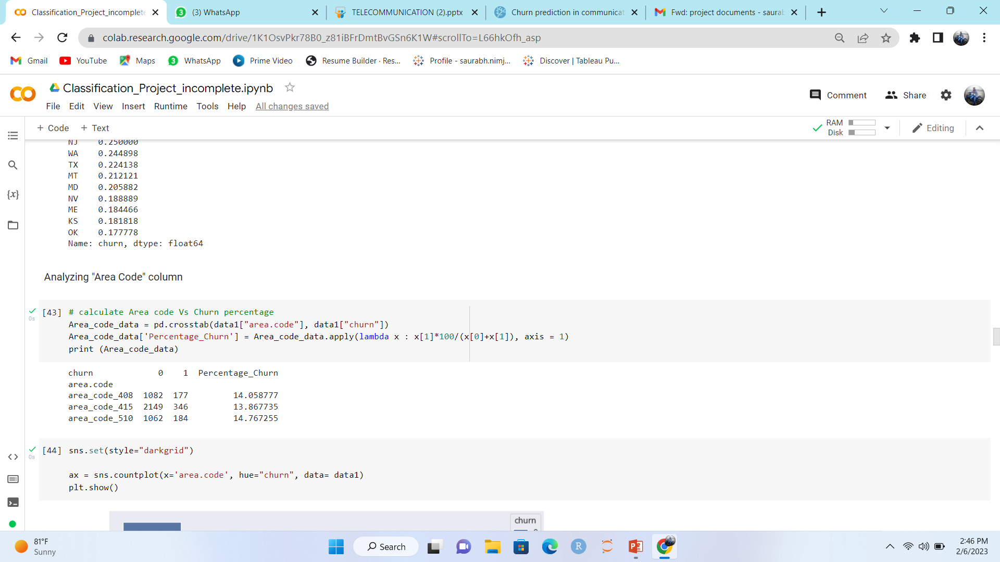 Classification_Project_incomplete
(3) WhatsApp
TELECOMMUNICATION (2).pptx
Churn prediction in communicat
Fwd: project documents - saurab
colab.research.google.com/drive/1K1OsvPkr78B0_z81iBFrDmtBvGSn6K1W#scrollTo=L66hkOfh_asp
Gmail YouTube Maps 3 WhatsApp Prime Video Resume Builder · Res... Profile - saurabh.nimj... Discover | Tableau Pu...
Classification_Project_incomplete.ipynb
Comment Share
File Edit View Insert Runtime Tools Help All changes saved
+ Code + Text
RAM
Disk
Editing
NJ 0.250000
WA 0.244898
TX 0.224138
MT 0.212121
MD 0.205882
NV 0.188889
ME 0.184466
KS 0.181818
OK 0.177778
Name: churn, dtype: float64
Analyzing "Area Code" column
[43] # calculate Area code Vs Churn percentage
0s
Area_code_data = pd.crosstab(data1["area.code"], data1["churn"])
Area_code_data['Percentage_Churn'] = Area_code_data.apply(lambda x : x[1]*100/(x[0]+x[1]), axis = 1)
print (Area_code_data)
churn 0 1 Percentage_Churn
area.code
area_code_408 1082 177 14.058777
area_code_415 2149 346 13.867735
area_code_510 1062 184 14.767255
[44] sns.set(style="darkgrid")
0s
ax = sns.countplot(x='area.code', hue="churn", data= data1)
plt.show()
churn
81°F
Sunny
Search
2:46 PM
2/6/2023